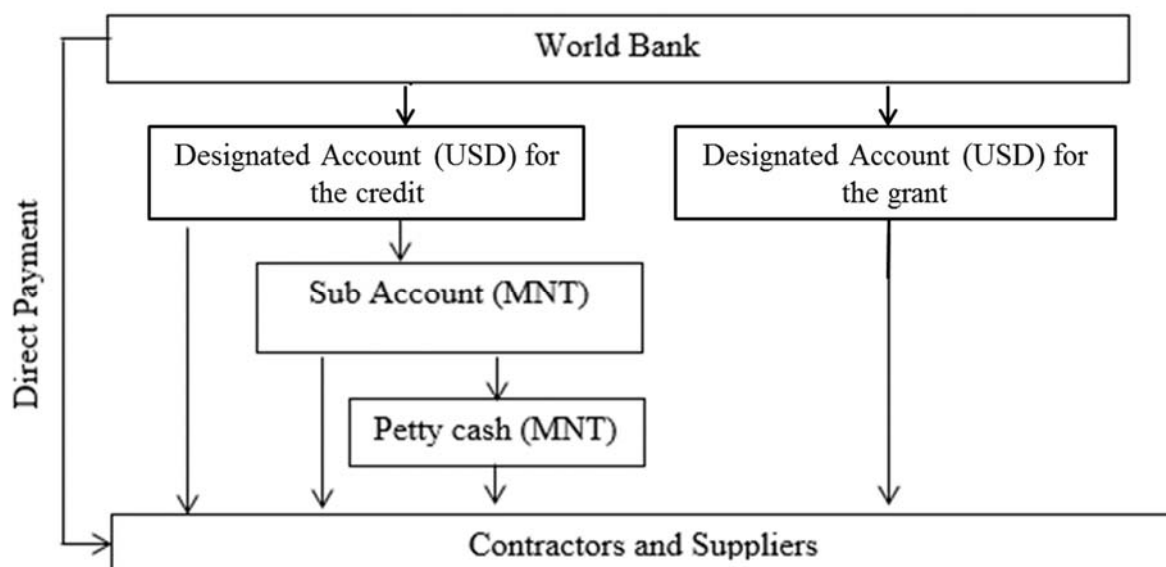 World Bank
Designated Account (USD) for
the credit
Designated Account (USD) for
the grant
Direct Payment
Sub Account (MNT)
Petty cash (MNT)
Contractors and Suppliers